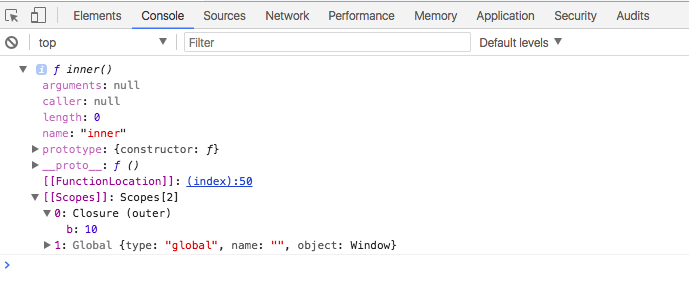 Elements Console Sources Network Performance Memory Application Security Audits
top Filter Default levels
i ƒ inner()
arguments: null
caller: null
length: 0
name: "inner"
prototype: {constructor: ƒ}
__proto__: ƒ ()
[[FunctionLocation]]: (index):50
[[Scopes]]: Scopes[2]
0: Closure (outer)
b: 10
1: Global {type: "global", name: "", object: Window}